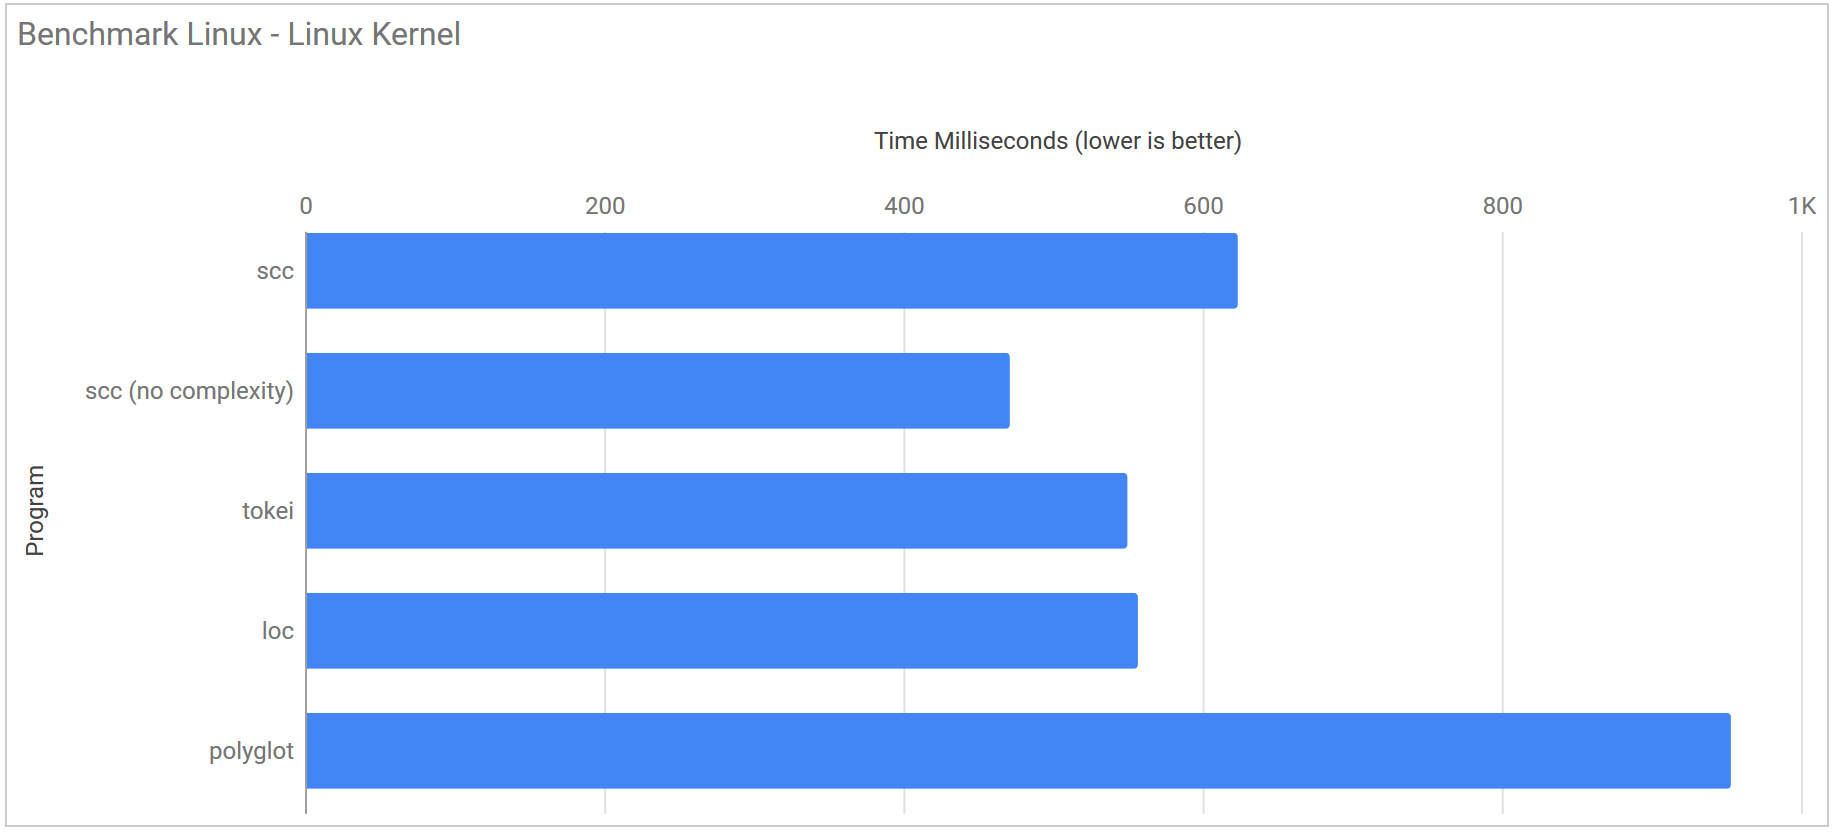 Benchmark Linux - Linux Kernel
Time Milliseconds (lower is better)
0 200 400 600 800 1K
scc
scc (no complexity)
tokei
loc
polyglot
Program